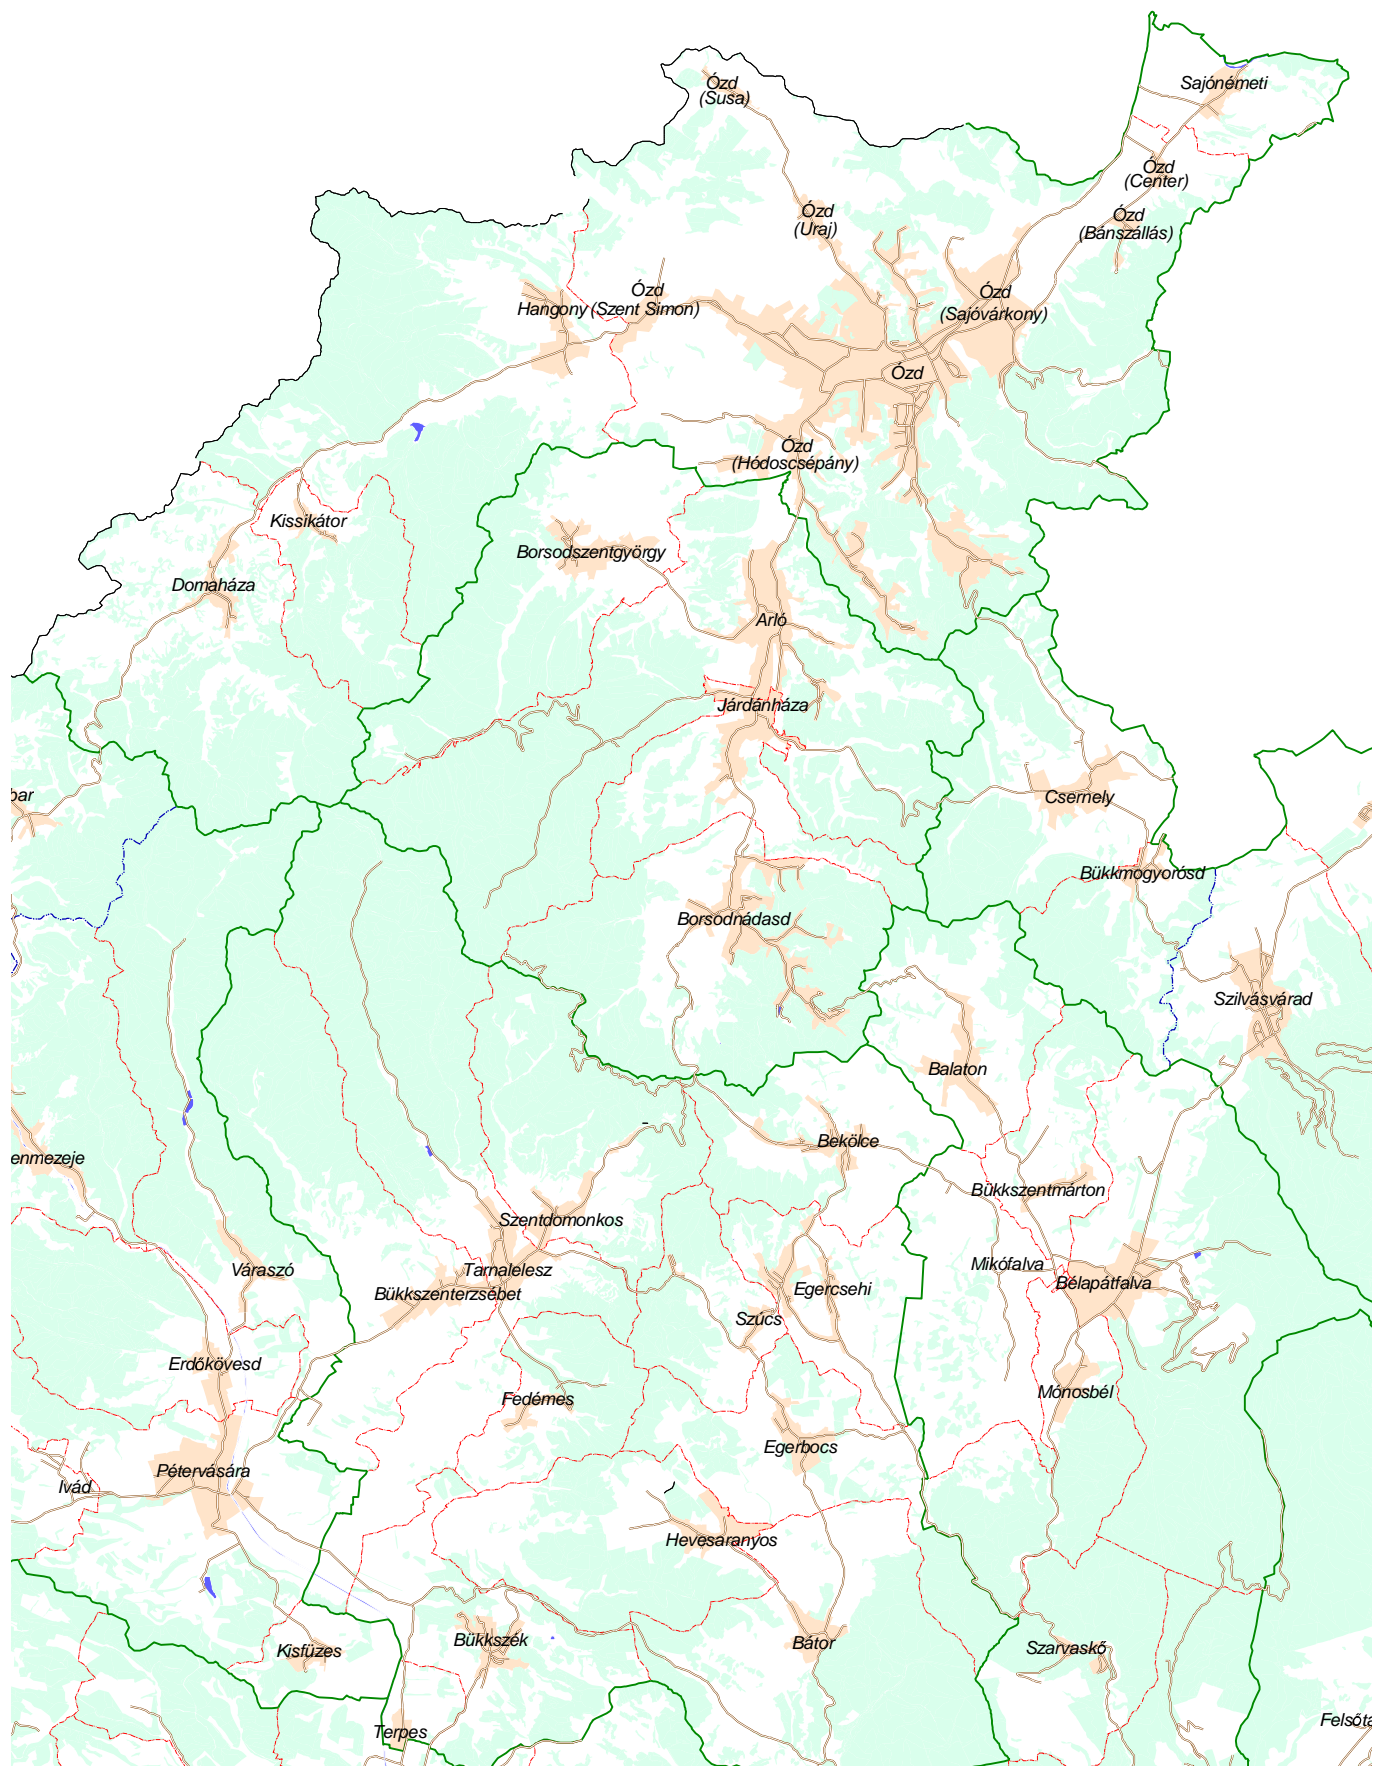 Ózd
(Susa)
Sajónémeti
Ózd
(Center)
Ózd
(Uraj)
Ózd
(Bánszállás)
Ózd
Hangony (Szent Simon)
Ózd
(Sajóvárkony)
Ózd
Ózd
(Hódoscsépány)
Kissikátor
Borsodszentgyörgy
Domaháza
Arló
Járdánháza
bar
Csernely
Bükkmogyorósd
Borsodnádasd
Szilvásvárad
Balaton
Bekölce
enmezeje
Bükkszentmárton
Szentdomonkos
Váraszó
Tarnalelesz
Mikófalva
Bélapátfalva
Egercsehi
Bükkszenterzsébet
Szúcs
Erdőkövesd
Mónosbél
Fedémes
Egerbocs
Pétervására
Ivád
Hevesaranyos
Bükkszék
Bátor
Szarvaskő
Kisfüzes
Felsőtá
Terpes